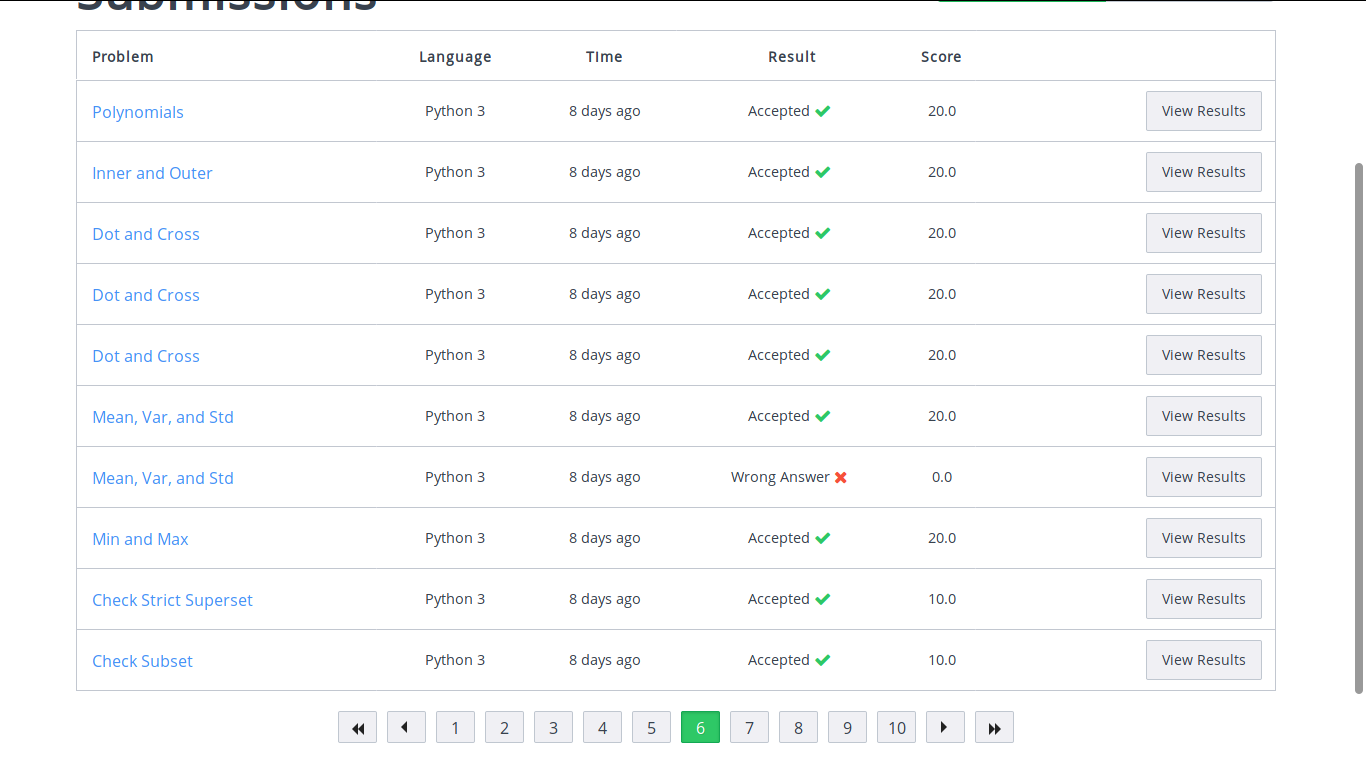 Submissions
Problem Language TIme Result Score
Polynomials Python 3 8 days ago Accepted 20.0 View Results
Inner and Outer Python 3 8 days ago Accepted 20.0 View Results
Dot and Cross Python 3 8 days ago Accepted 20.0 View Results
Dot and Cross Python 3 8 days ago Accepted 20.0 View Results
Dot and Cross Python 3 8 days ago Accepted 20.0 View Results
Mean, Var, and Std Python 3 8 days ago Accepted 20.0 View Results
Mean, Var, and Std Python 3 8 days ago Wrong Answer 0.0 View Results
Min and Max Python 3 8 days ago Accepted 20.0 View Results
Check Strict Superset Python 3 8 days ago Accepted 10.0 View Results
Check Subset Python 3 8 days ago Accepted 10.0 View Results
1 2 3 4 5 6 7 8 9 10